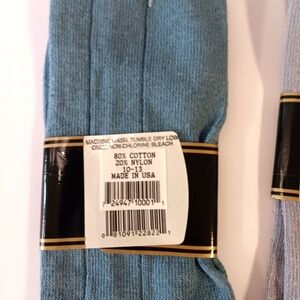 MACHINE WASH, TUMBLE DRY LOW
ONLY NON/CHLORINE BLEACH
80% COTTON
20% NYLON
10-13
MADE IN USA
7 24947 10001 1
0 81091 22822 1